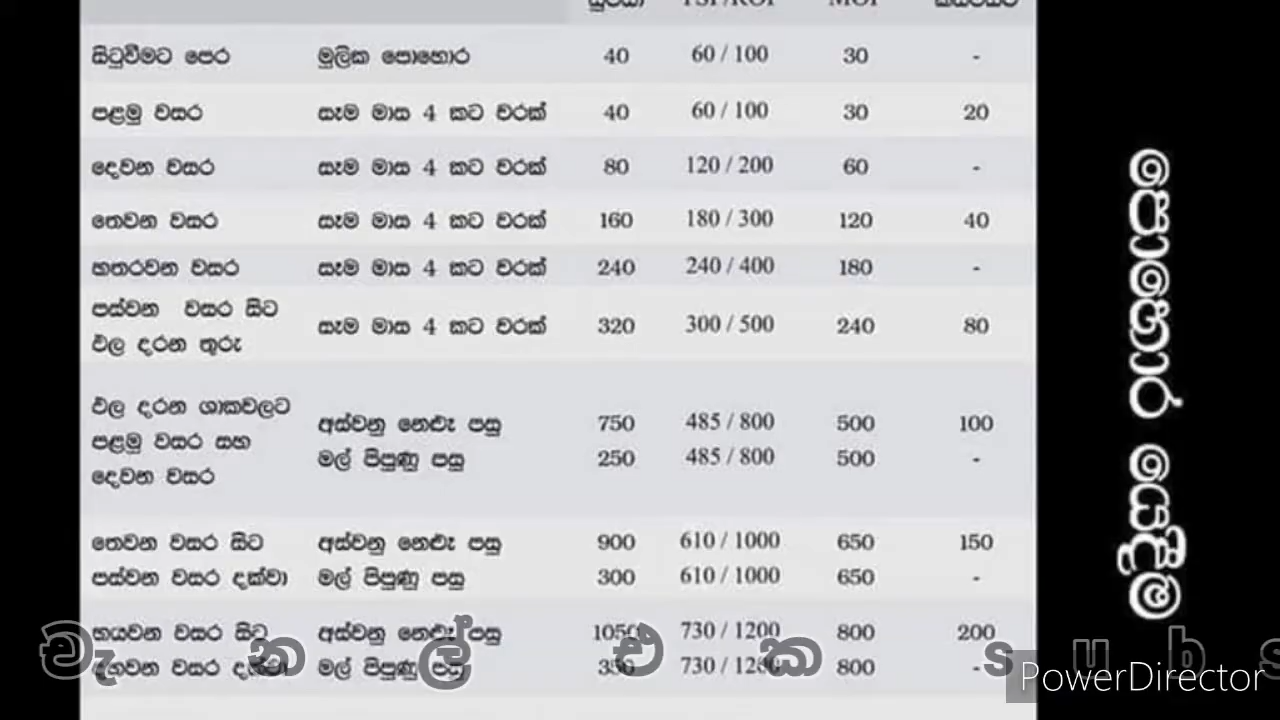 යූරියා TSP/ROP MOP කීසරයිට්
සිටුවීමට පෙර මූලික පොහොර 40 60 / 100 30 -
පළමු වසර සෑම මාස 4 කට වරක් 40 60 / 100 30 20
දෙවන වසර සෑම මාස 4 කට වරක් 80 120 / 200 60 -
තෙවන වසර සෑම මාස 4 කට වරක් 160 180 / 300 120 40
හතරවන වසර සෑම මාස 4 කට වරක් 240 240 / 400 180 -
පස්වන වසර සිට
ඵල දරන තුරු සෑම මාස 4 කට වරක් 320 300 / 500 240 80
ඵල දරන ශාකවලට
පළමු වසර සහ
දෙවන වසර
අස්වනු නෙළූ පසු 750 485 / 800 500 100
මල් පිපුණු පසු 250 485 / 800 500 -
තෙවන වසර සිට අස්වනු නෙළූ පසු 900 610 / 1000 650 150
පස්වන වසර දක්වා මල් පිපුණු පසු 300 610 / 1000 650 -
හයවන වසර සිට අස්වනු නෙළූ පසු 1050 730 / 1200 800 200
වසර මල් පිපුණු පසු 350 730 / 1200 800 -
පොහොර යෙදීම
චැ ක ල් එ ක s u b s
PowerDirector